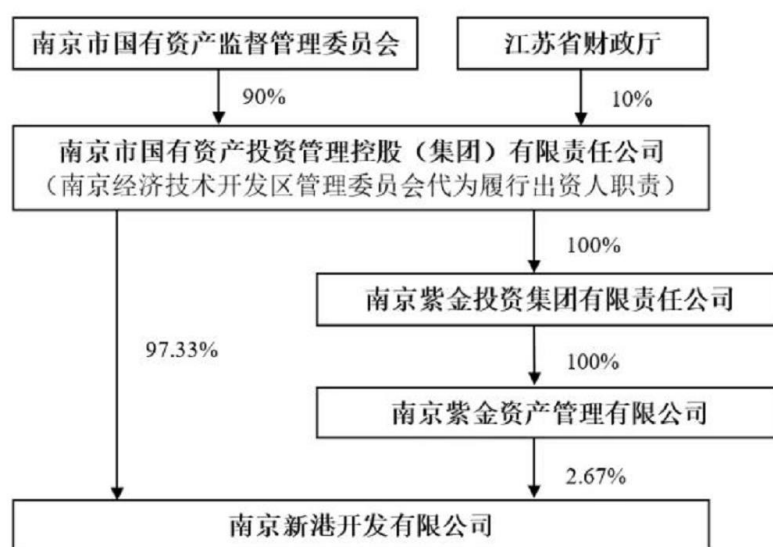 南京市国有资产监督管理委员会
江苏省财政厅
90%
10%
南京市国有资产投资管理控股（集团）有限责任公司
（南京经济技术开发区管理委员会代为履行出资人职责）
100%
南京紫金投资集团有限责任公司
97.33%
100%
南京紫金资产管理有限公司
2.67%
南京新港开发有限公司